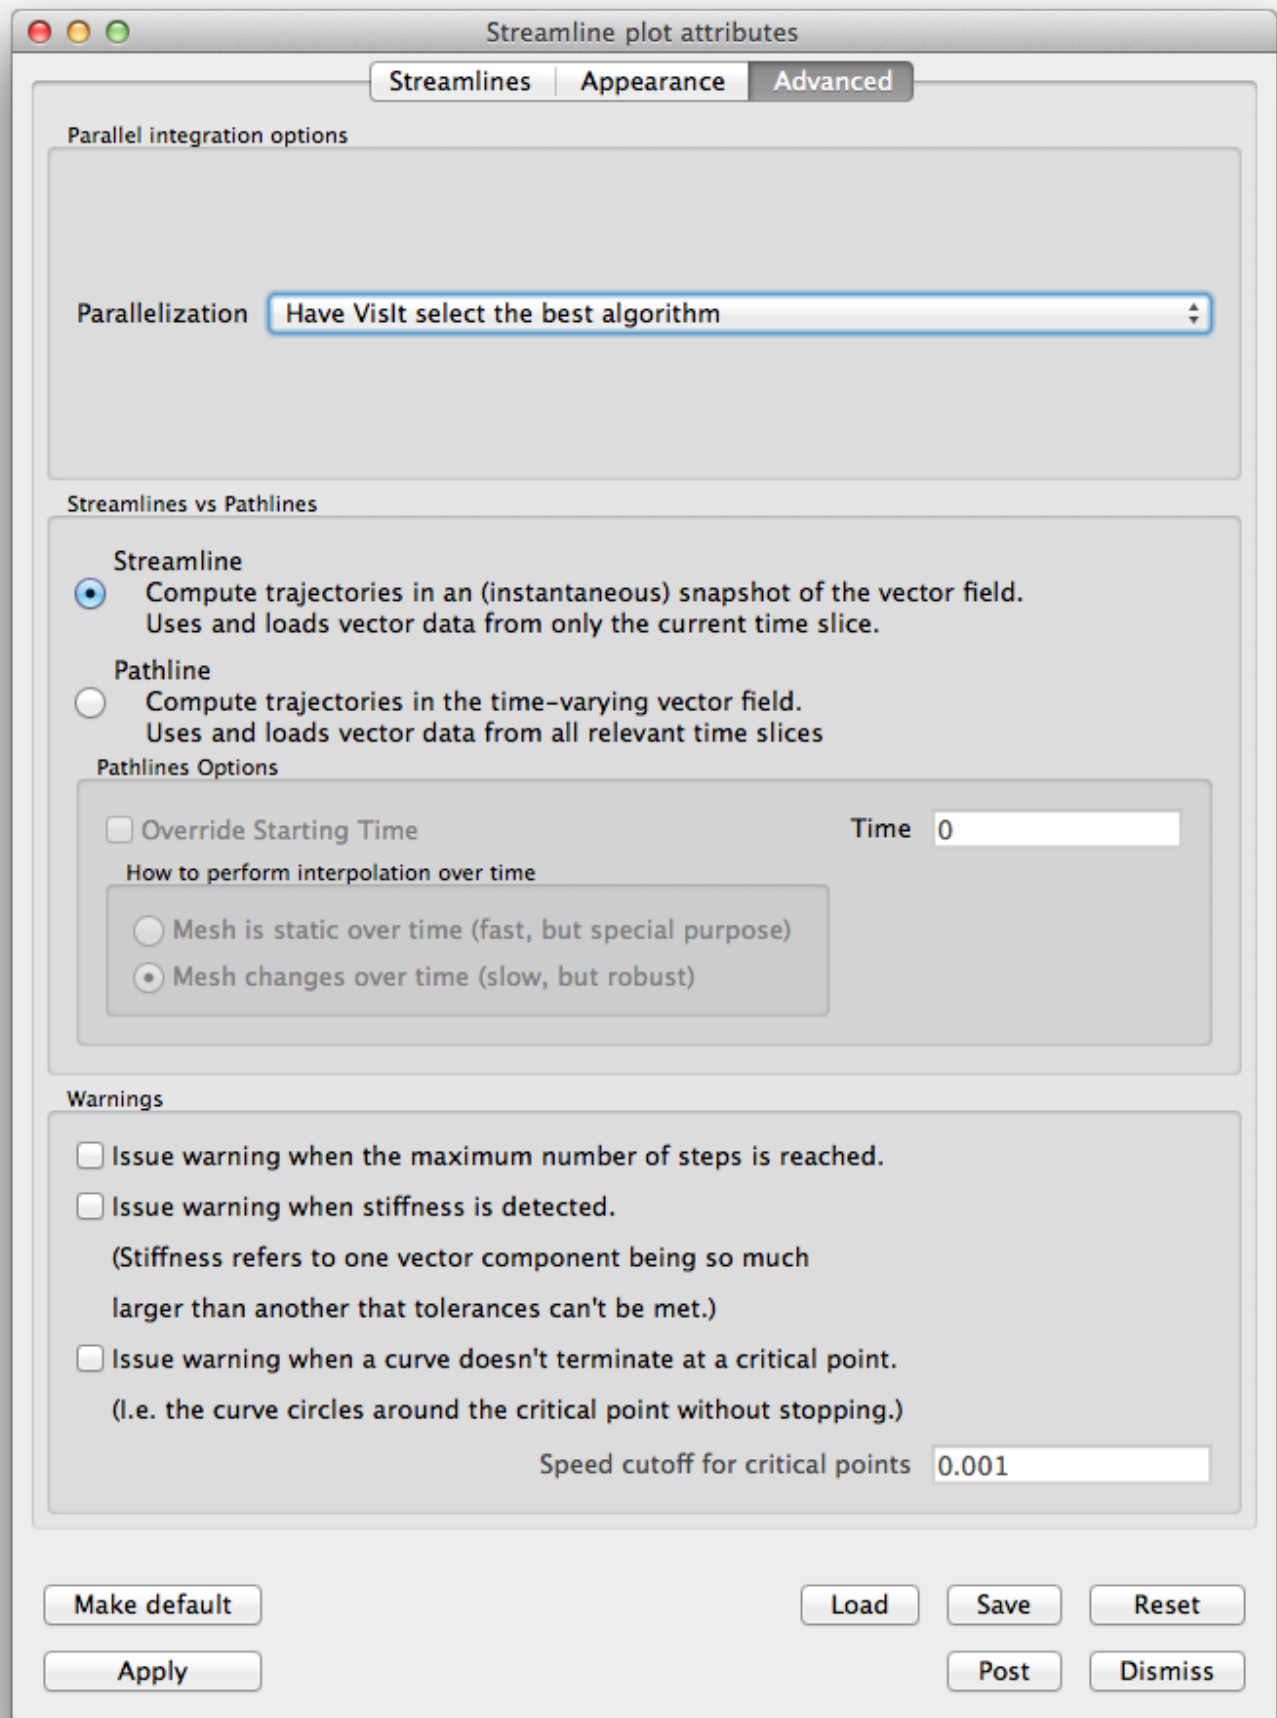 Streamline plot attributes
Streamlines Appearance Advanced
Parallel integration options
Parallelization Have VisIt select the best algorithm
Streamlines vs Pathlines
Streamline
Compute trajectories in an (instantaneous) snapshot of the vector field.
Uses and loads vector data from only the current time slice.
Pathline
Compute trajectories in the time-varying vector field.
Uses and loads vector data from all relevant time slices
Pathlines Options
Override Starting Time Time 0
How to perform interpolation over time
Mesh is static over time (fast, but special purpose)
Mesh changes over time (slow, but robust)
Warnings
Issue warning when the maximum number of steps is reached.
Issue warning when stiffness is detected.
(Stiffness refers to one vector component being so much
larger than another that tolerances can't be met.)
Issue warning when a curve doesn't terminate at a critical point.
(I.e. the curve circles around the critical point without stopping.)
Speed cutoff for critical points 0.001
Make default Load Save Reset
Apply Post Dismiss